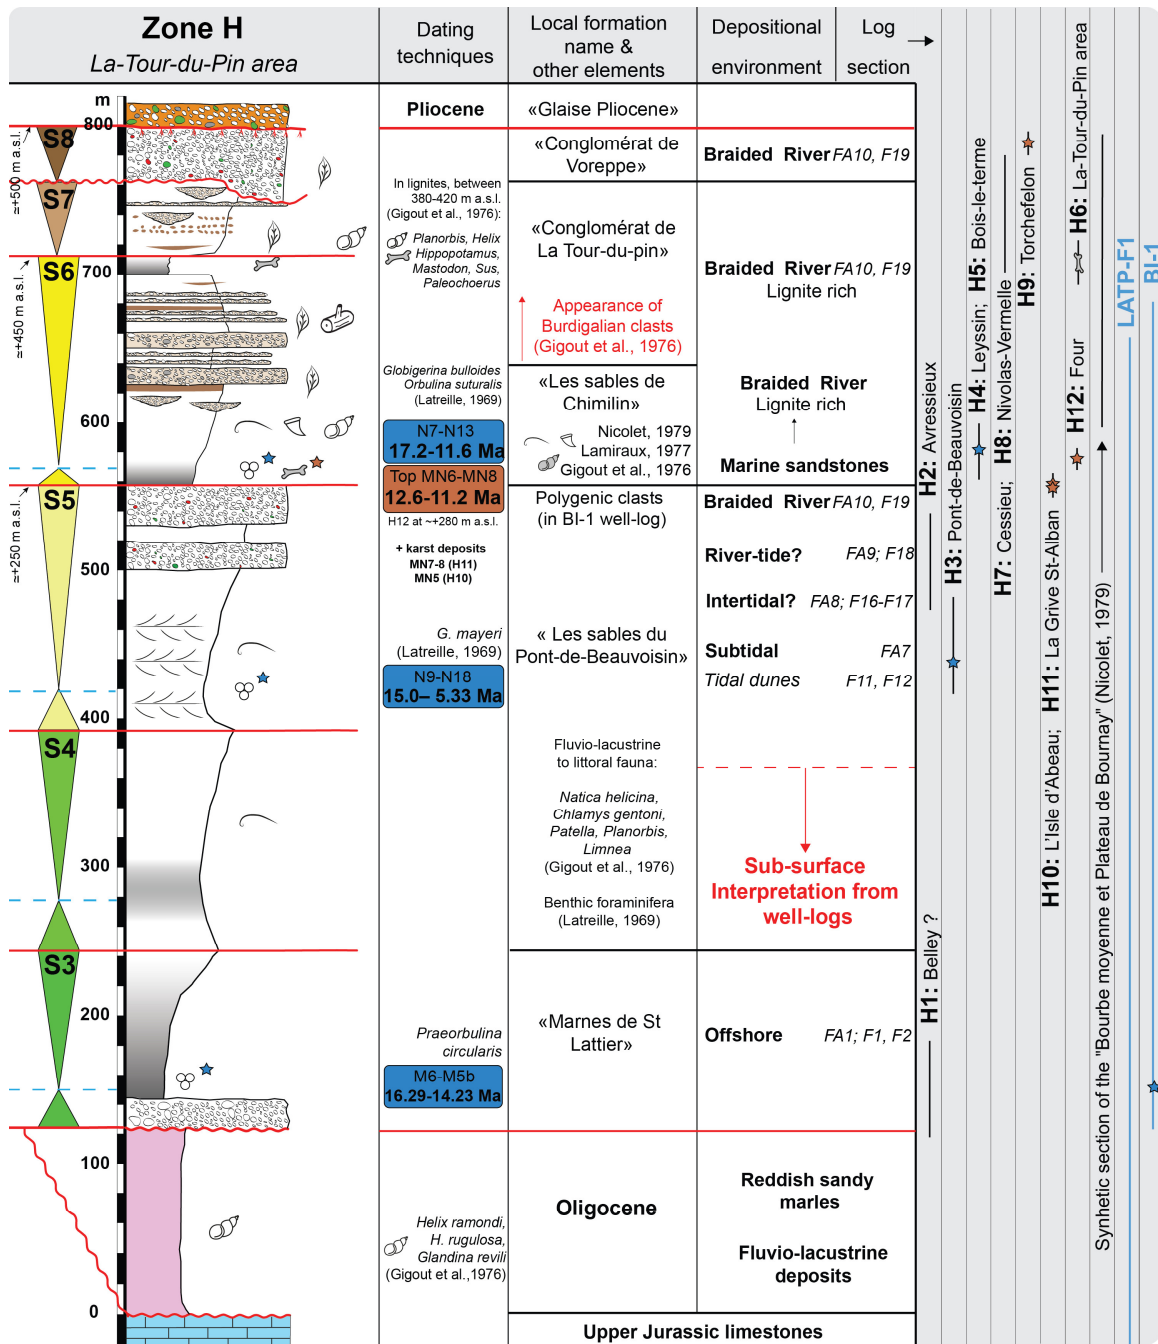 Zone H
La-Tour-du-Pin area
Dating
techniques
Local formation
name &
other elements
Depositional
environment
Log
section
m
800
700
600
500
400
300
200
100
0
≃+500 m a.s.l.
≃+450 m a.s.l.
≃+250 m a.s.l.
S8
S7
S6
S5
S4
S3
Pliocene
In lignites, between
380-420 m a.s.l.
(Gigout et al., 1976):
Planorbis, Helix
Hippopotamus,
Mastodon, Sus,
Paleochoerus
Globigerina bulloides
Orbulina suturalis
(Latreille, 1969)
N7-N13
17.2-11.6 Ma
Top MN6-MN8
12.6-11.2 Ma
H12 at ~+280 m a.s.l.
+ karst deposits
MN7-8 (H11)
MN5 (H10)
G. mayeri
(Latreille, 1969)
N9-N18
15.0– 5.33 Ma
Praeorbulina
circularis
M6-M5b
16.29-14.23 Ma
Helix ramondi,
H. rugulosa,
Glandina revili
(Gigout et al.,1976)
«Glaise Pliocene»
«Conglomérat de
Voreppe»
«Conglomérat de
La Tour-du-pin»
Appearance of
Burdigalian clasts
(Gigout et al., 1976)
«Les sables de
Chimilin»
Nicolet, 1979
Lamiraux, 1977
Gigout et al., 1976
Polygenic clasts
(in BI-1 well-log)
« Les sables du
Pont-de-Beauvoisin»
Fluvio-lacustrine
to littoral fauna:
Natica helicina,
Chlamys gentoni,
Patella, Planorbis,
Limnea
(Gigout et al., 1976)
Benthic foraminifera
(Latreille, 1969)
«Marnes de St
Lattier»
Oligocene
Braided River FA10, F19
Braided River FA10, F19
Lignite rich
Braided River
Lignite rich
Marine sandstones
Braided River FA10, F19
River-tide? FA9; F18
Intertidal? FA8; F16-F17
Subtidal FA7
Tidal dunes F11, F12
Sub-surface
Interpretation from
well-logs
Offshore FA1; F1, F2
Reddish sandy
marles
Fluvio-lacustrine
deposits
Upper Jurassic limestones
H1: Belley ?
H2: Avressieux
H3: Pont-de-Beauvoisin
H4: Leyssin; H5: Bois-le-terme
H7: Cessieu; H8: Nivolas-Vermelle
H9: Torchefelon
H10: L'Isle d'Abeau; H11: La Grive St-Alban
H12: Four
H6: La-Tour-du-Pin area
Synhetic section of the "Bourbe moyenne et Plateau de Bournay" (Nicolet, 1979)
LATP-F1
BI-1